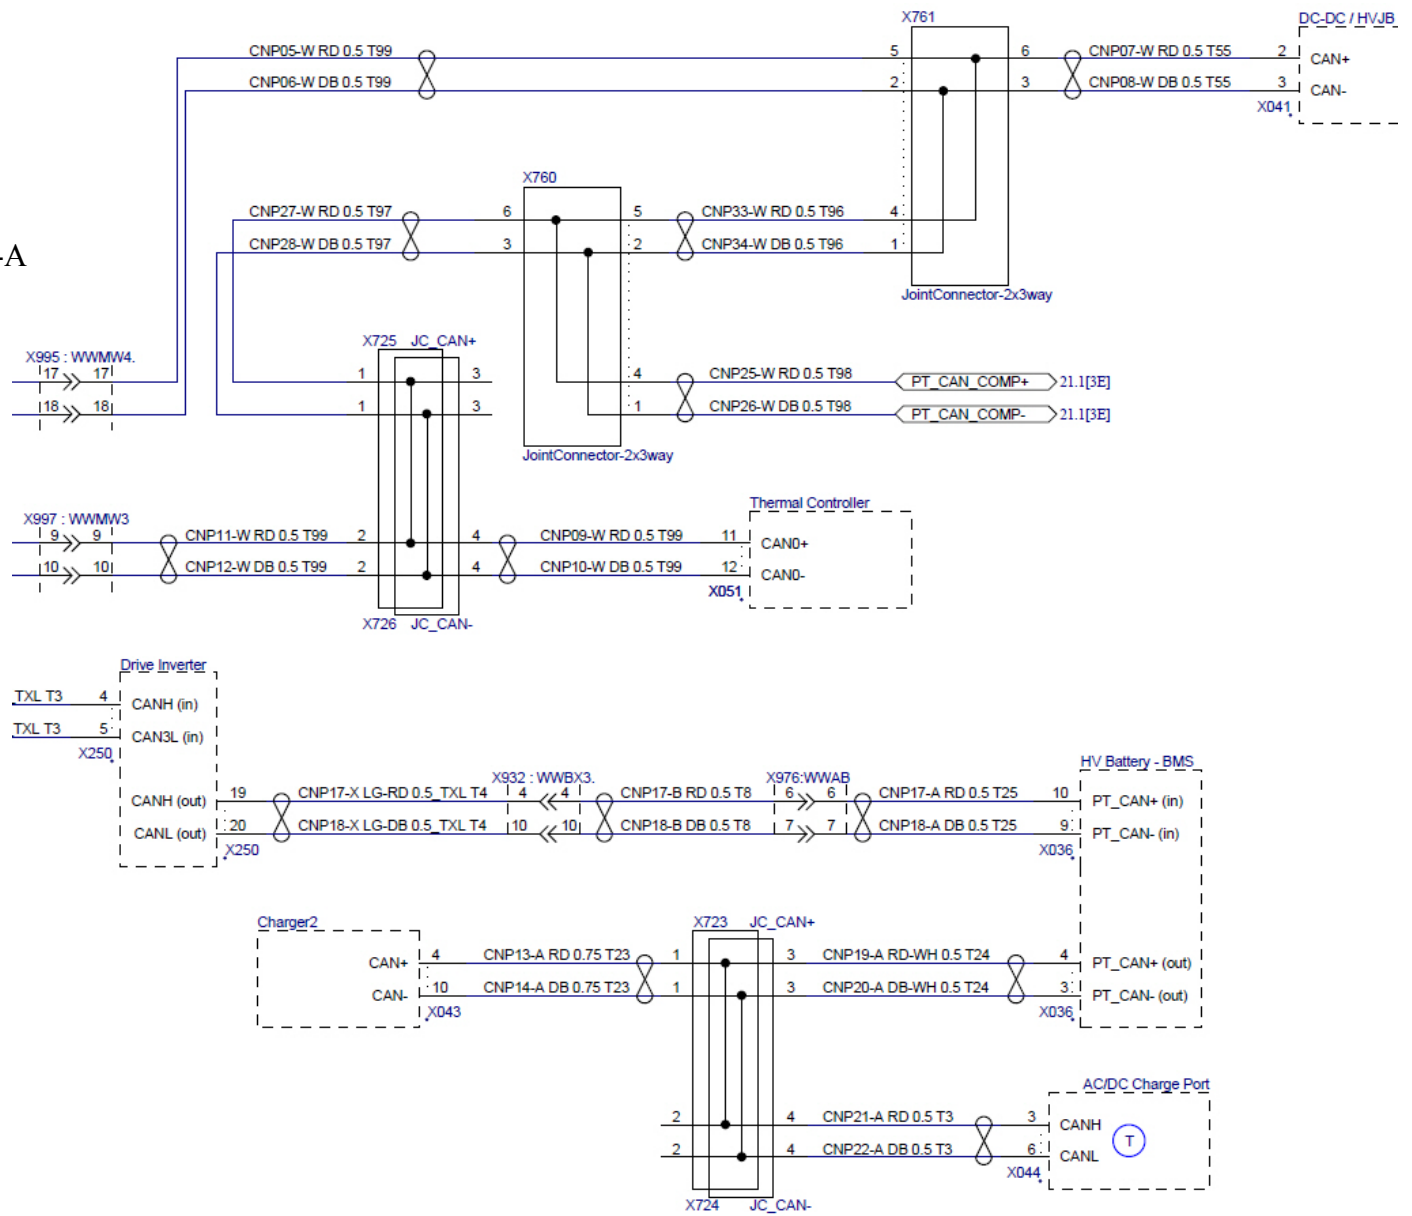 X761
DC-DC / HVJB
CNP05-W RD 0.5 T99
5
6
CNP07-W RD 0.5 T55
2
CAN+
CNP06-W DB 0.5 T99
2
3
CNP08-W DB 0.5 T55
3
CAN-
X041
X760
CNP27-W RD 0.5 T97
6
5
CNP33-W RD 0.5 T96
4
CNP28-W DB 0.5 T97
3
2
CNP34-W DB 0.5 T96
1
-A
JointConnector-2x3way
X725 JC_CAN+
X995 : WWMW4.
17 17
1
3
4
CNP25-W RD 0.5 T98
PT_CAN_COMP+
21.1[3E]
18 18
1
3
1
CNP26-W DB 0.5 T98
PT_CAN_COMP-
21.1[3E]
JointConnector-2x3way
Thermal Controller
X997 : WWMW3
9 9
CNP11-W RD 0.5 T99
2
4
CNP09-W RD 0.5 T99
11
CAN0+
10 10
CNP12-W DB 0.5 T99
2
4
CNP10-W DB 0.5 T99
12
CAN0-
X051
X726 JC_CAN-
Drive Inverter
TXL T3
4
CANH (in)
TXL T3
5
CAN3L (in)
X250
HV Battery - BMS
X932 : WWBX3.
X976:WWAB
CANH (out)
19
CNP17-X LG-RD 0.5_TXL T4
4 4
CNP17-B RD 0.5 T8
6 6
CNP17-A RD 0.5 T25
10
PT_CAN+ (in)
CANL (out)
20
CNP18-X LG-DB 0.5_TXL T4
10 10
CNP18-B DB 0.5 T8
7 7
CNP18-A DB 0.5 T25
9
PT_CAN- (in)
X250
X036
Charger2
X723 JC_CAN+
CAN+
4
CNP13-A RD 0.75 T23
1
3
CNP19-A RD-WH 0.5 T24
4
PT_CAN+ (out)
CAN-
10
CNP14-A DB 0.75 T23
1
3
CNP20-A DB-WH 0.5 T24
3
PT_CAN- (out)
X043
X036
AC/DC Charge Port
2
4
CNP21-A RD 0.5 T3
3
CANH
T
2
4
CNP22-A DB 0.5 T3
6
CANL
X044
X724 JC_CAN-